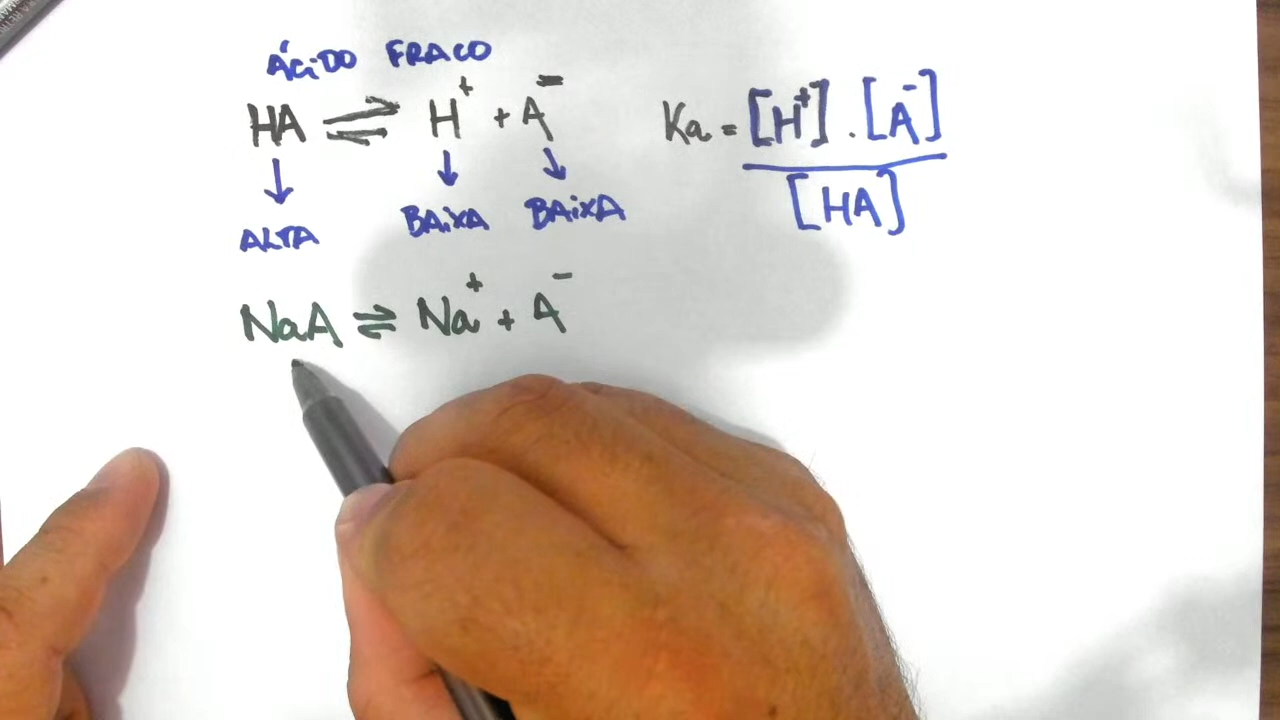 ÁCiDO FRACO
HA ⇌ H⁺ + A⁻
Ka = [H⁺] . [A⁻]
[HA]
ALTA BAiXA BAiXA
NaA ⇌ Na⁺ + A⁻